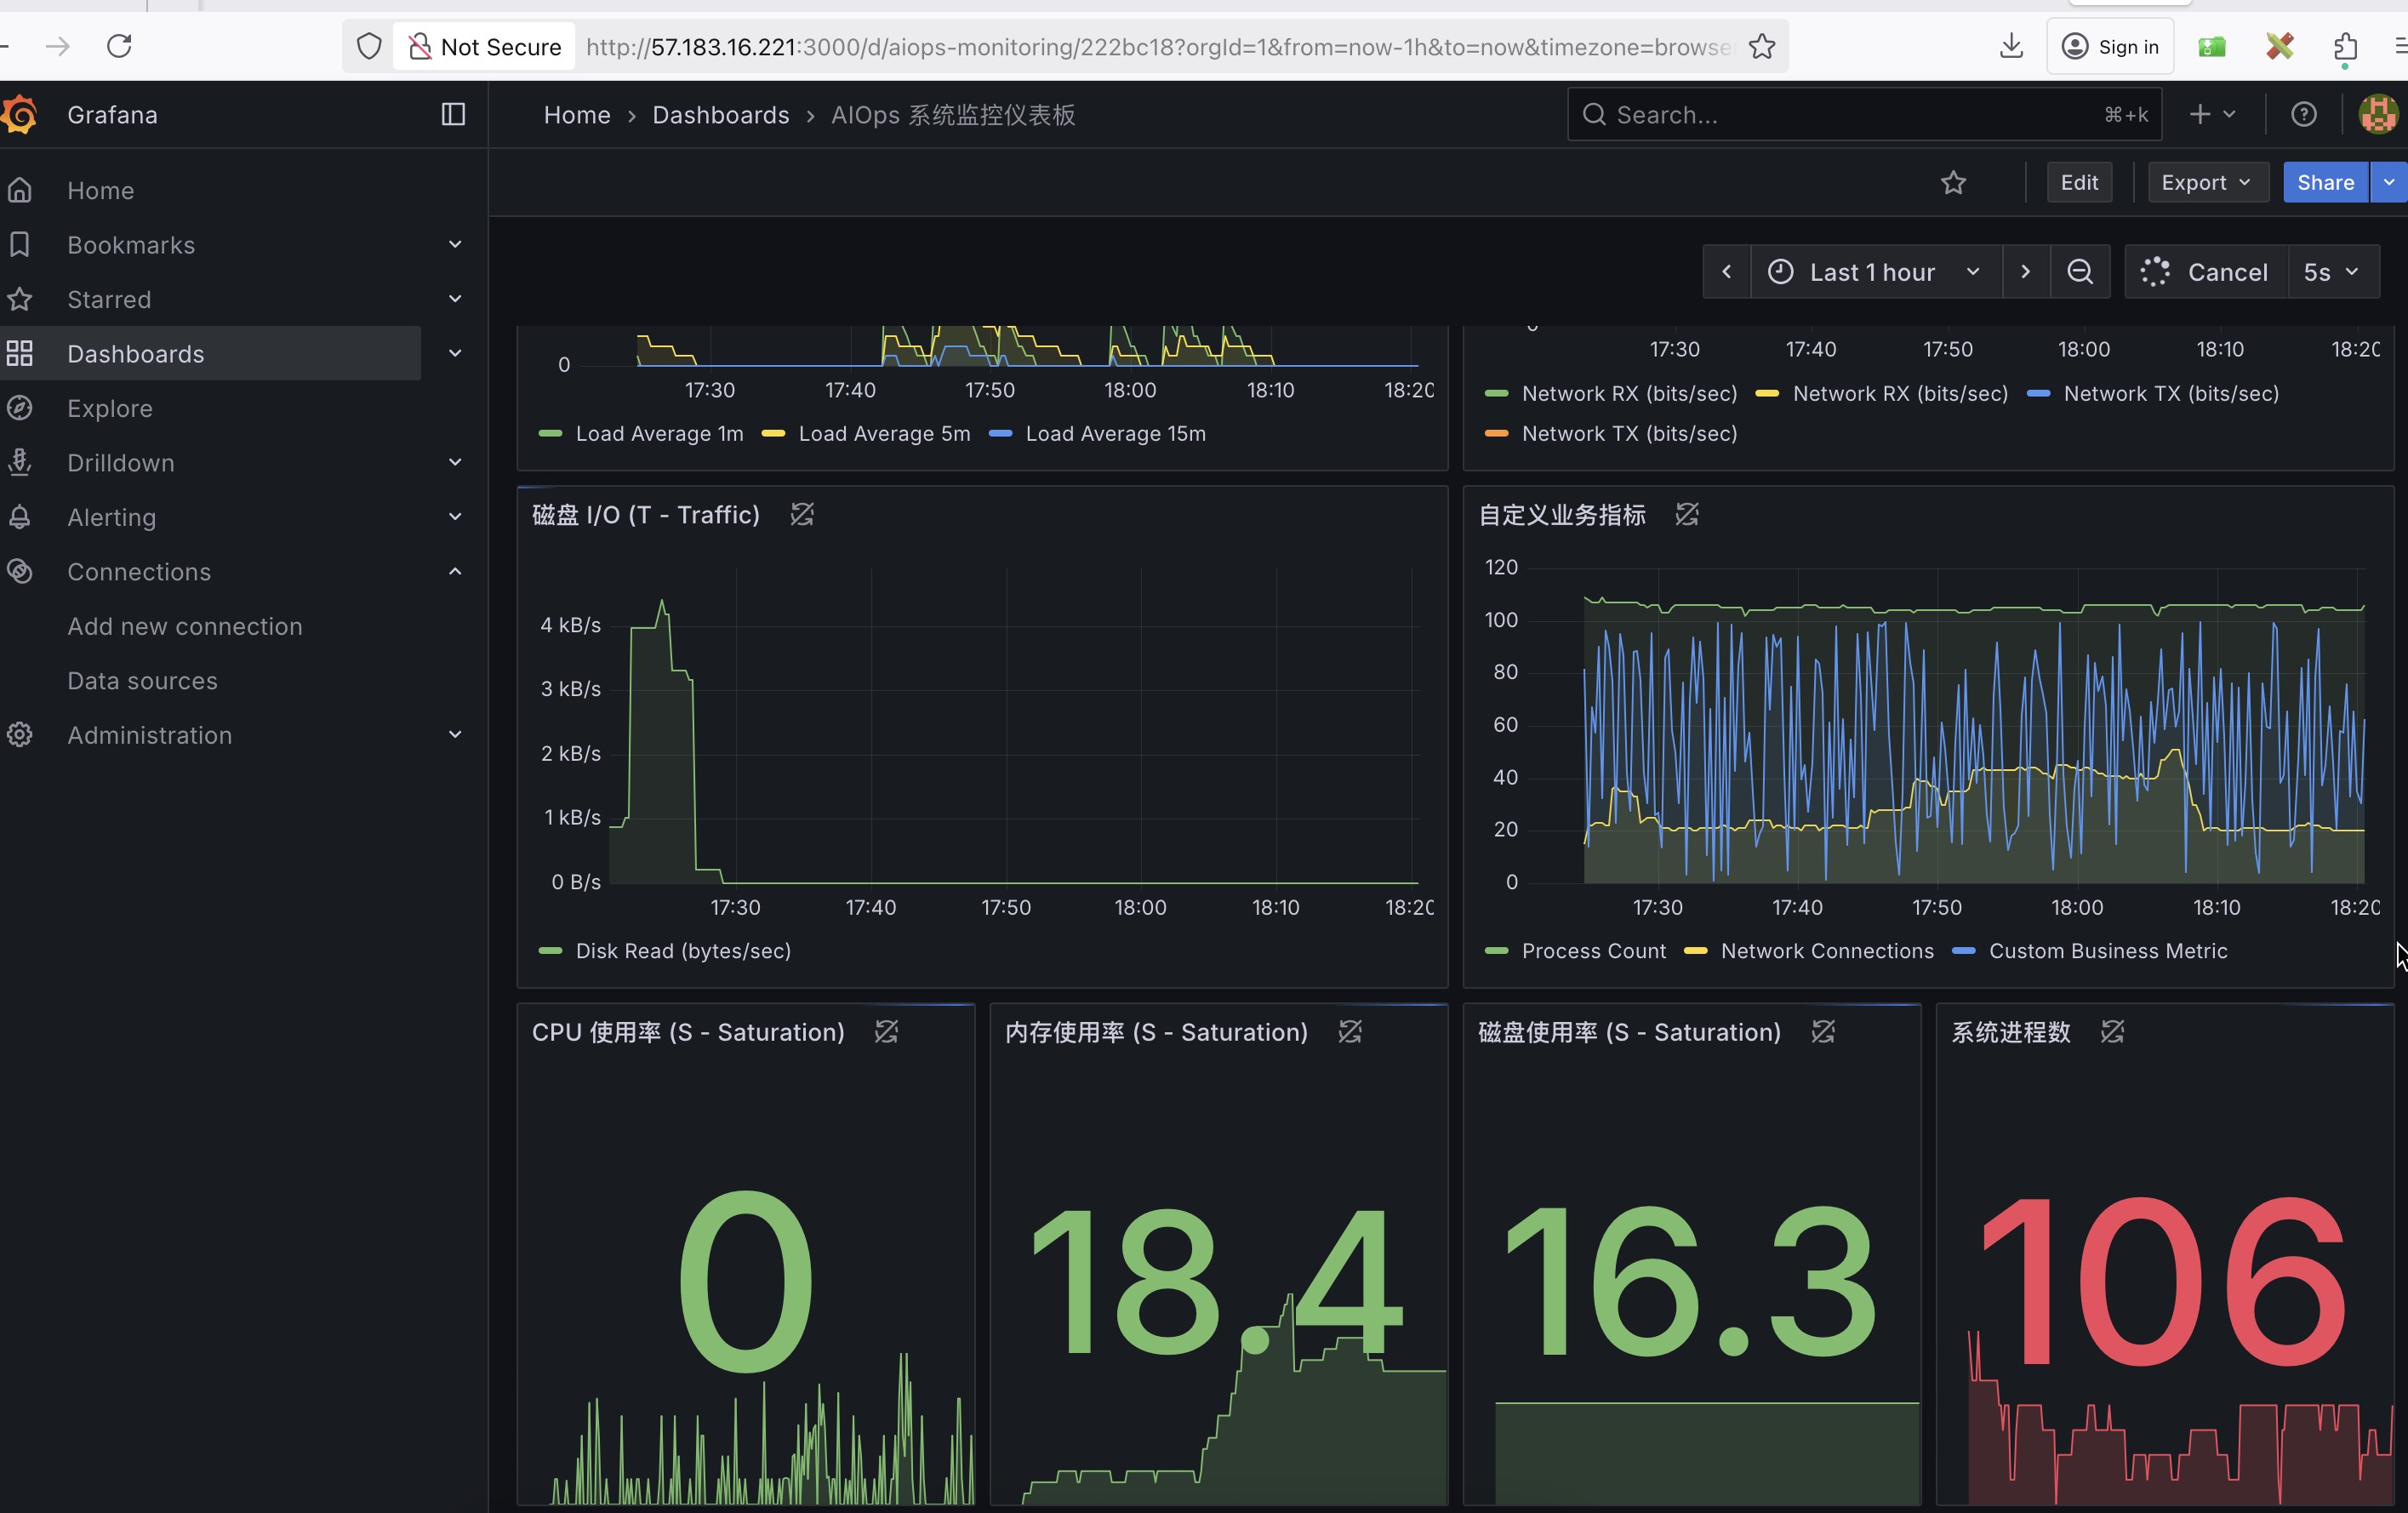 Not Secure http://57.183.16.221:3000/d/aiops-monitoring/222bc18?orgId=1&from=now-1h&to=now&timezone=browse
Sign in
Grafana
Home › Dashboards › AIOps 系统监控仪表板
Search... ⌘+k
Home
Bookmarks
Starred
Dashboards
Explore
Drilldown
Alerting
Connections
Add new connection
Data sources
Administration
Edit Export Share
Last 1 hour Cancel 5s
0
17:30 17:40 17:50 18:00 18:10 18:20
Load Average 1m Load Average 5m Load Average 15m
0
17:30 17:40 17:50 18:00 18:10 18:20
Network RX (bits/sec) Network RX (bits/sec) Network TX (bits/sec)
Network TX (bits/sec)
磁盘 I/O (T - Traffic)
4 kB/s
3 kB/s
2 kB/s
1 kB/s
0 B/s
17:30 17:40 17:50 18:00 18:10 18:20
Disk Read (bytes/sec)
自定义业务指标
120
100
80
60
40
20
0
17:30 17:40 17:50 18:00 18:10 18:20
Process Count Network Connections Custom Business Metric
CPU 使用率 (S - Saturation)
0
内存使用率 (S - Saturation)
18.4
磁盘使用率 (S - Saturation)
16.3
系统进程数
106